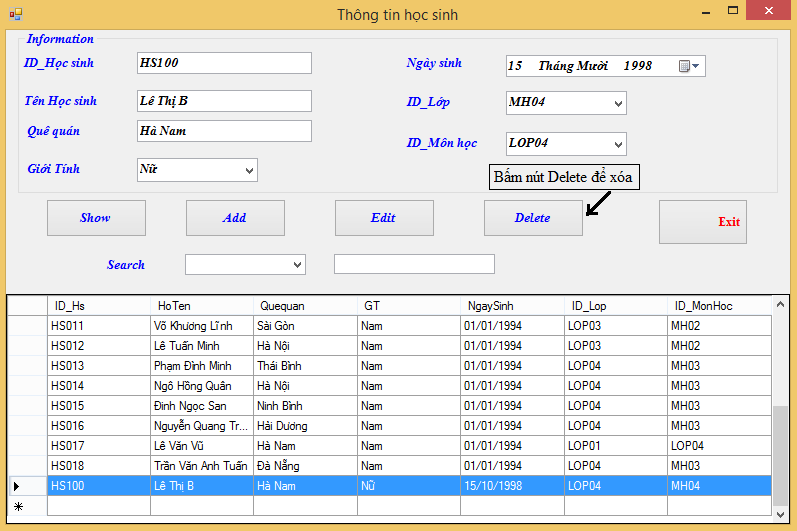 Thông tin học sinh
Information
ID_Học sinh HS100 Ngày sinh 15 Tháng Mười 1998
Tên Học sinh Lê Thị B ID_Lớp MH04
Quê quán Hà Nam ID_Môn học LOP04
Giới Tính Nữ
Bấm nút Delete để xóa
Show Add Edit Delete Exit
Search
ID_Hs HoTen Quequan GT NgaySinh ID_Lop ID_MonHoc
HS011 Võ Khương Lĩnh Sài Gòn Nam 01/01/1994 LOP03 MH02
HS012 Lê Tuấn Minh Hà Nội Nam 01/01/1994 LOP03 MH02
HS013 Phạm Đình Minh Thái Bình Nam 01/01/1994 LOP04 MH03
HS014 Ngô Hồng Quân Hà Nội Nam 01/01/1994 LOP04 MH03
HS015 Đinh Ngọc San Ninh Bình Nam 01/01/1994 LOP04 MH03
HS016 Nguyễn Quang Tr... Hải Dương Nam 01/01/1994 LOP04 MH03
HS017 Lê Văn Vũ Hà Nam Nam 01/01/1994 LOP01 LOP04
HS018 Trần Văn Anh Tuấn Đà Nẵng Nam 01/01/1994 LOP04 MH03
HS100 Lê Thị B Hà Nam Nữ 15/10/1998 LOP04 MH04